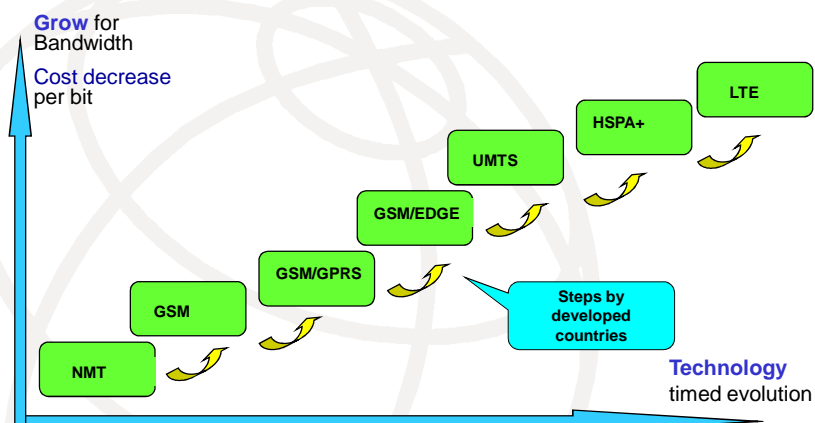 Grow for
Bandwidth
Cost decrease
per bit
LTE
HSPA+
UMTS
GSM/EDGE
GSM/GPRS
GSM
NMT
Steps by
developed
countries
Technology
timed evolution